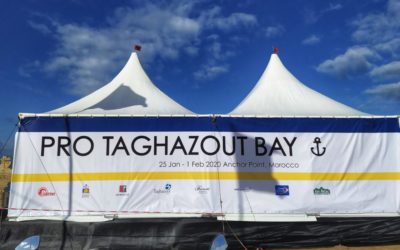 PRO TAGHAZOUT BAY
25 Jan - 1 Feb 2020 Anchor Point, Morocco